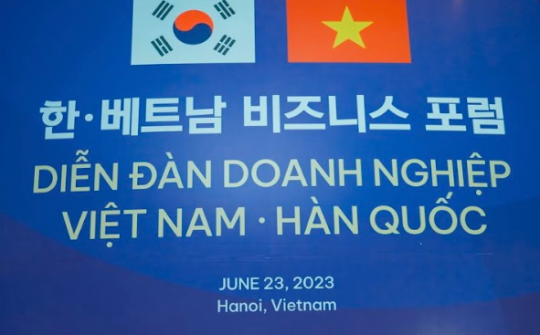 한·베트남 비즈니스 포럼
DIỄN ĐÀN DOANH NGHIỆP
VIỆT NAM · HÀN QUỐC
JUNE 23, 2023
Hanoi, Vietnam